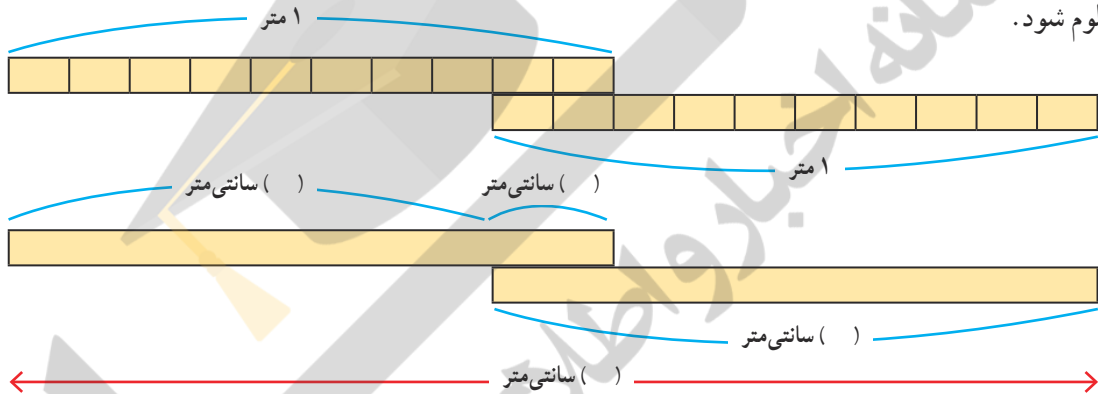 لوم شود.
۱ متر
۱ متر
(    ) سانتی‌متر
(    ) سانتی‌متر
(    ) سانتی‌متر
(    ) سانتی‌متر